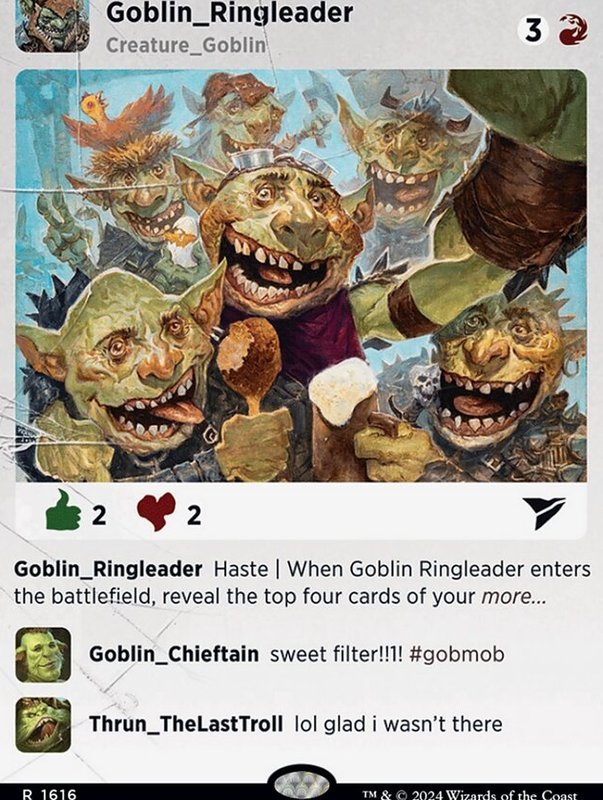 Goblin_Ringleader
3
Creature_Goblin
2 2
Goblin_Ringleader Haste | When Goblin Ringleader enters
the battlefield, reveal the top four cards of your more...
Goblin_Chieftain sweet filter!!1! #gobmob
Thrun_TheLastTroll lol glad i wasn't there
R 1616
™ & © 2024 Wizards of the Coast